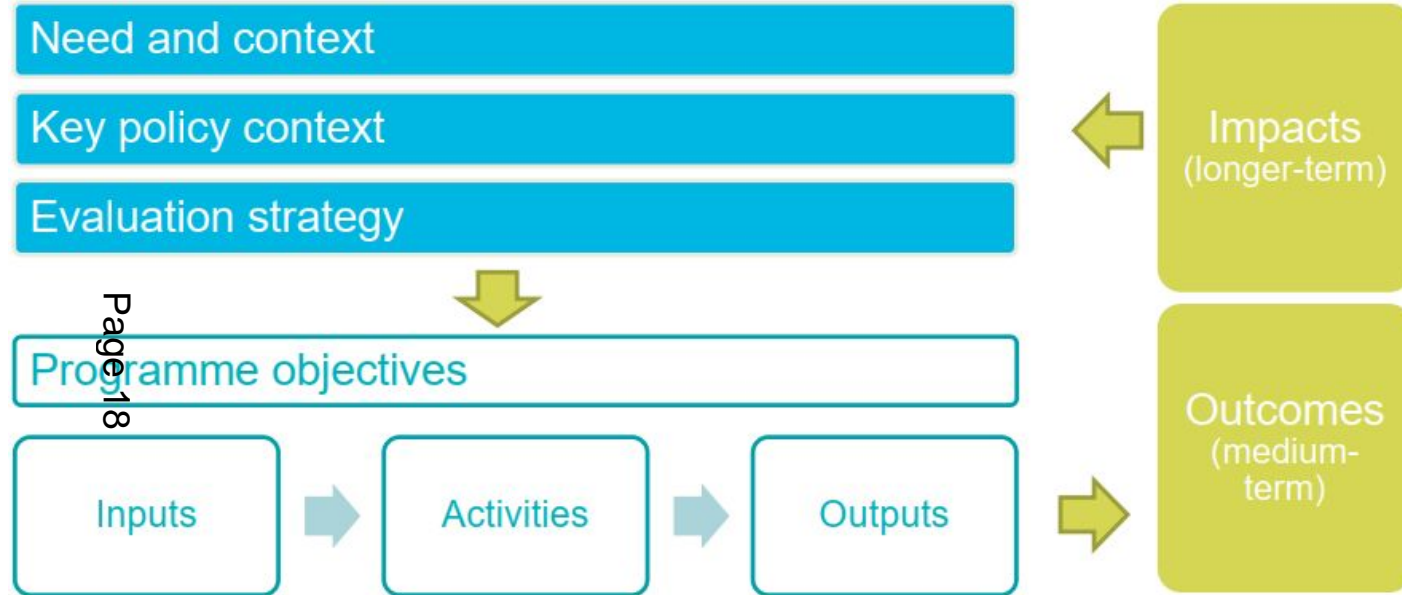 Need and context
Key policy context
Evaluation strategy
Programme objectives
Inputs
Activities
Outputs
Impacts
(longer-term)
Outcomes
(medium-
term)
Page 18